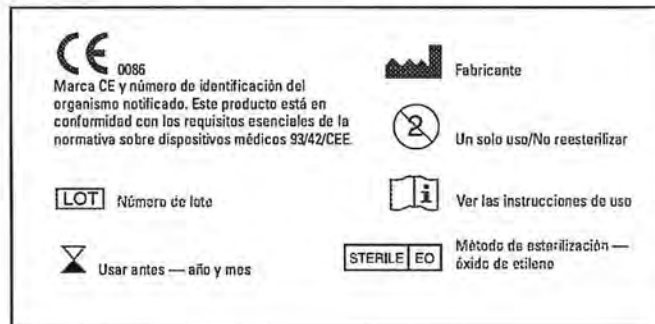 CE 0086
Marca CE y número de identificación del
organismo notificado. Este producto está en
conformidad con los requisitos esenciales de la
normativa sobre dispositivos médicos 93/42/CEE.
LOT Número de lote
Usar antes — año y mes
Fabricante
2 Un solo uso/No reesterilizar
i Ver las instrucciones de uso
STERILE EO Método de esterilización —
óxido de etileno